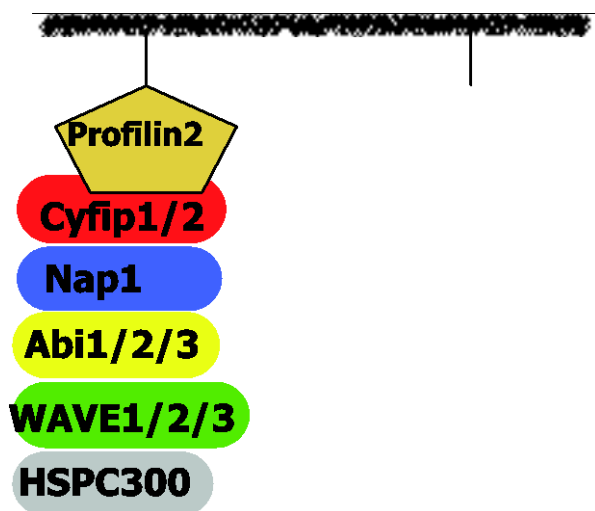 Profilin2
Cyfip1/2
Nap1
Abi1/2/3
WAVE1/2/3
HSPC300